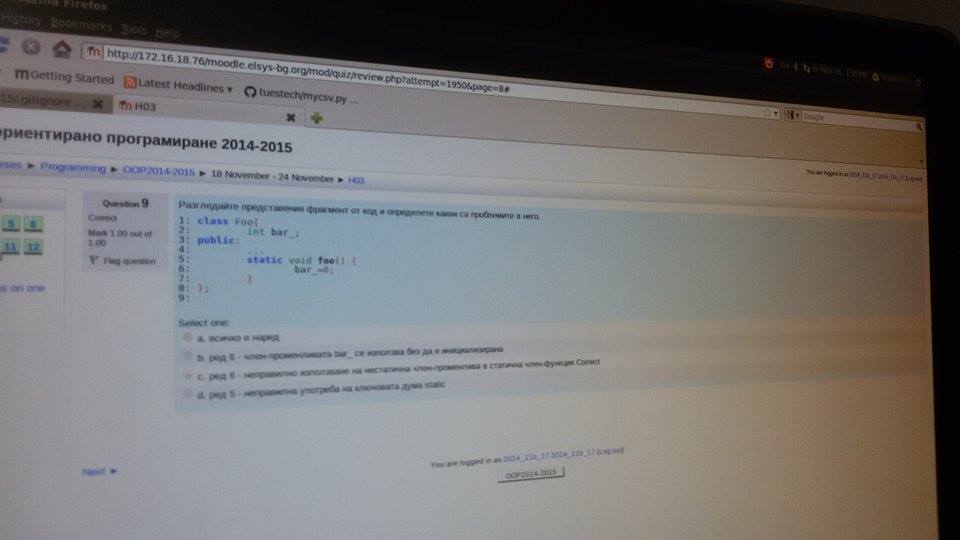 Mozilla Firefox
History Bookmarks Tools Help
http://172.16.18.76/moodle.elsys-bg.org/mod/quiz/review.php?attempt=1950&page=8#
Google
Getting Started Latest Headlines tuestech/mycsv.py ...
15/.gitignore ... H03
ориентирано програмиране 2014-2015
You are logged in as 2014_11b_17 2014_11b_17 (Log out)
rses ► Programming ► OOP2014-2015 ► 18 November - 24 November ► H03
5 6
11 12
s on one
Question 9
Correct
Mark 1.00 out of
1.00
Flag question
Разгледайте представения фрагмент от код и определете какви са проблемите в него.
1: class Foo{
2: int bar_;
3: public:
4: ...
5: static void foo() {
6: bar_=0;
7: }
8: };
9:
Select one:
a. всичко е наред
b. ред 6 - член-променливата bar_ се използва без да е инициализирана
c. ред 6 - неправилно използване на нестатична член-променлива в статична член-функция Correct
d. ред 5 - неправилна употреба на ключовата дума static
Next ►
You are logged in as 2014_11b_17 2014_11b_17 (Log out)
OOP2014-2015